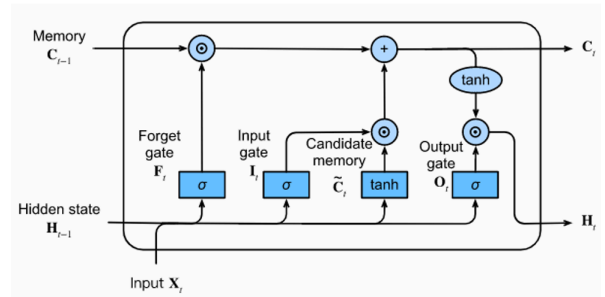 Memory
C_{t-1}
⊙
+
C_t
tanh
Forget
gate
F_t
Input
gate
I_t
Candidate
memory
C̃_t
⊙
Output
gate
O_t
⊙
σ
σ
tanh
σ
Hidden state
H_{t-1}
H_t
Input X_t